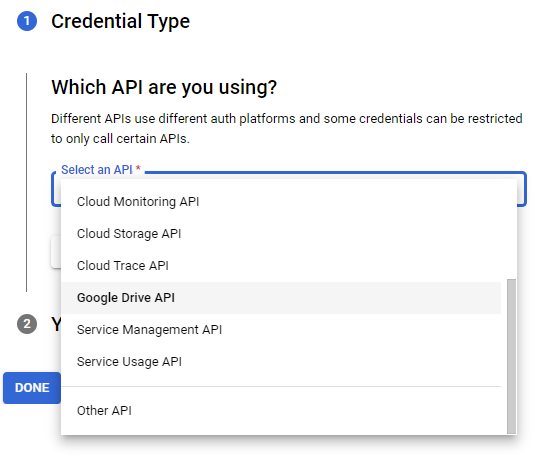 1 Credential Type
Which API are you using?
Different APIs use different auth platforms and some credentials can be restricted
to only call certain APIs.
Select an API *
Cloud Monitoring API
Cloud Storage API
Cloud Trace API
Google Drive API
2 Y
Service Management API
Service Usage API
DONE
Other API